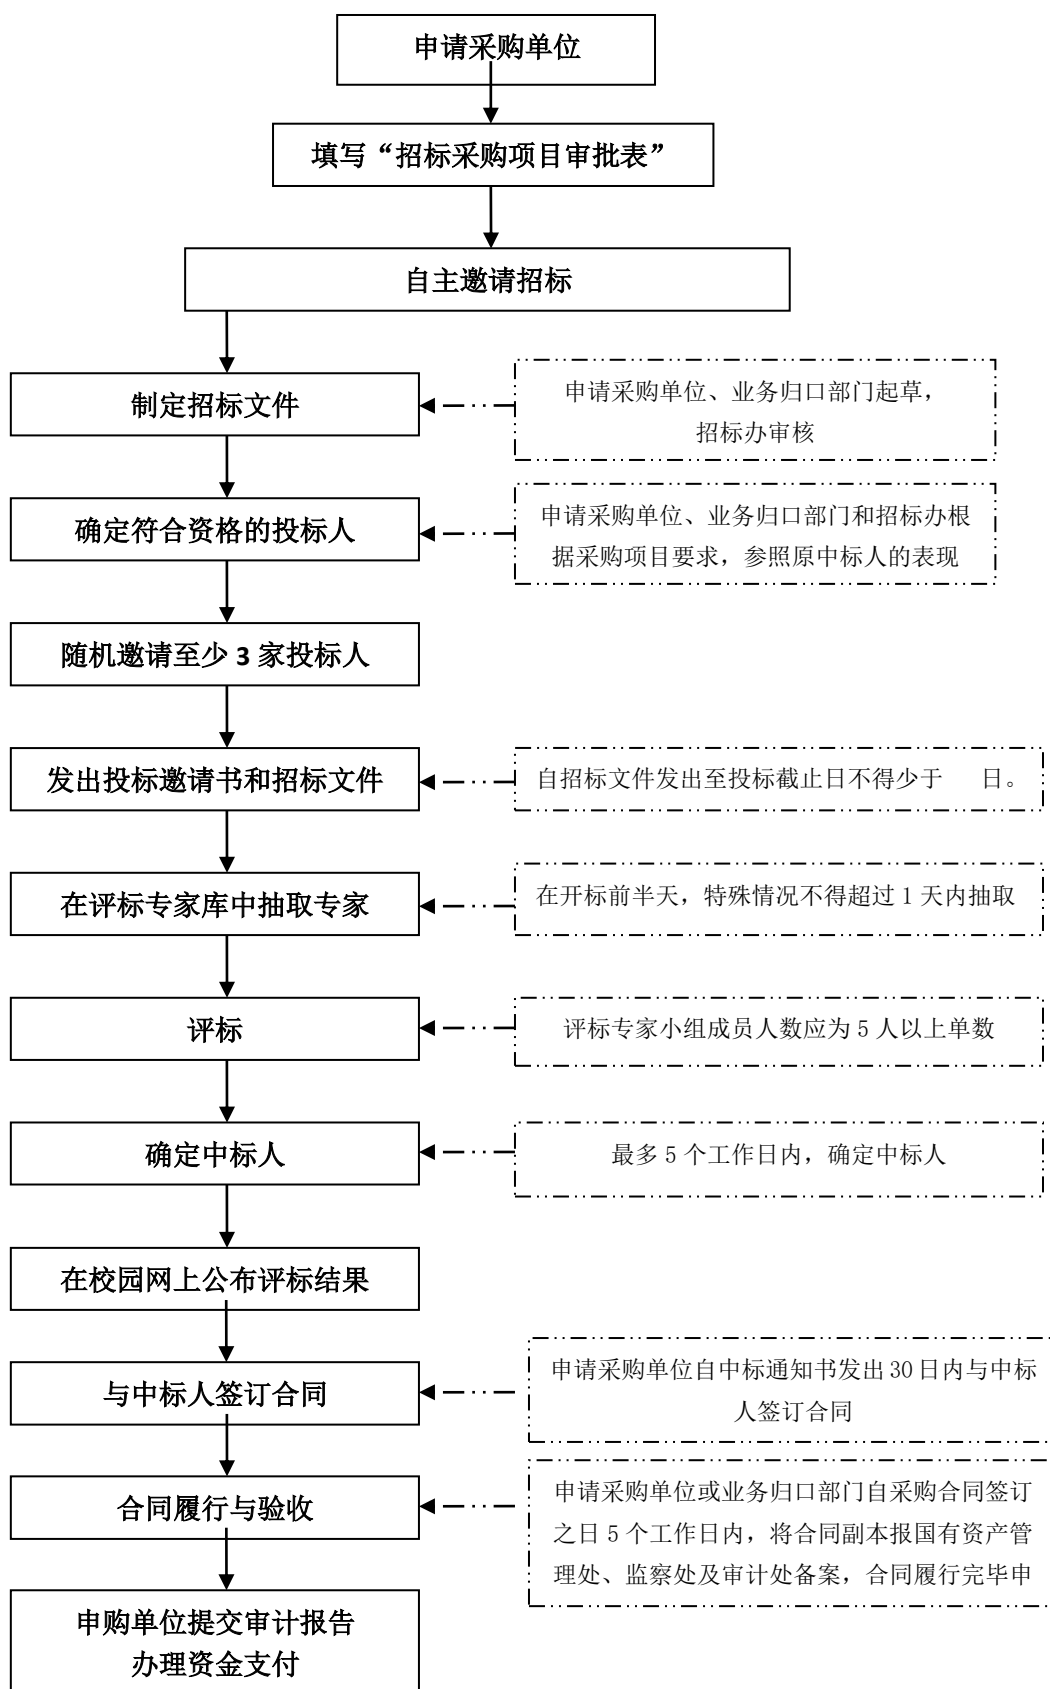 申请采购单位
填写“招标采购项目审批表”
自主邀请招标
制定招标文件
申请采购单位、业务归口部门起草，
招标办审核
确定符合资格的投标人
申请采购单位、业务归口部门和招标办根
据采购项目要求，参照原中标人的表现
随机邀请至少 3 家投标人
发出投标邀请书和招标文件
自招标文件发出至投标截止日不得少于　　日。
在评标专家库中抽取专家
在开标前半天，特殊情况不得超过 1 天内抽取
评标
评标专家小组成员人数应为 5 人以上单数
确定中标人
最多 5 个工作日内，确定中标人
在校园网上公布评标结果
与中标人签订合同
申请采购单位自中标通知书发出 30 日内与中标
人签订合同
合同履行与验收
申请采购单位或业务归口部门自采购合同签订
之日 5 个工作日内，将合同副本报国有资产管
理处、监察处及审计处备案，合同履行完毕申
申购单位提交审计报告
办理资金支付